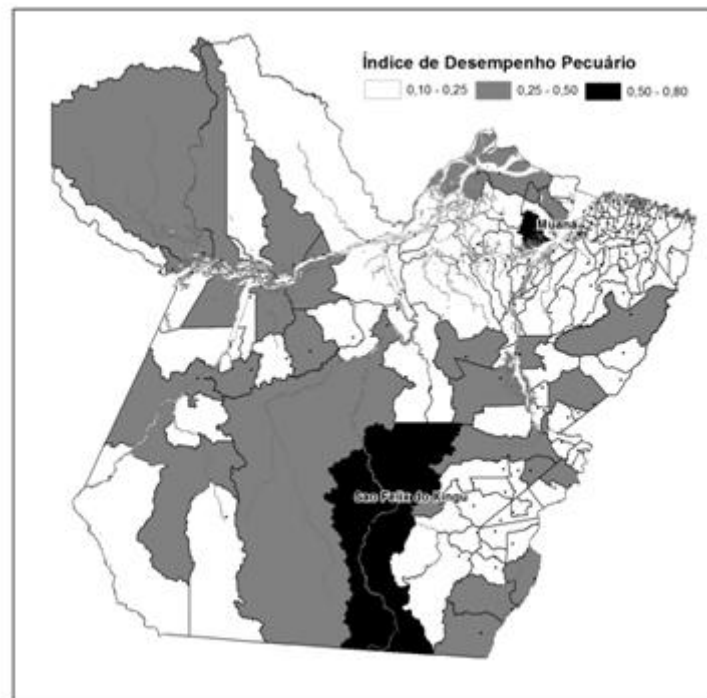 Índice de Desempenho Pecuário
0,10 - 0,25 0,25 - 0,50 0,50 - 0,80
Muaná
Sao Felix do Xingu